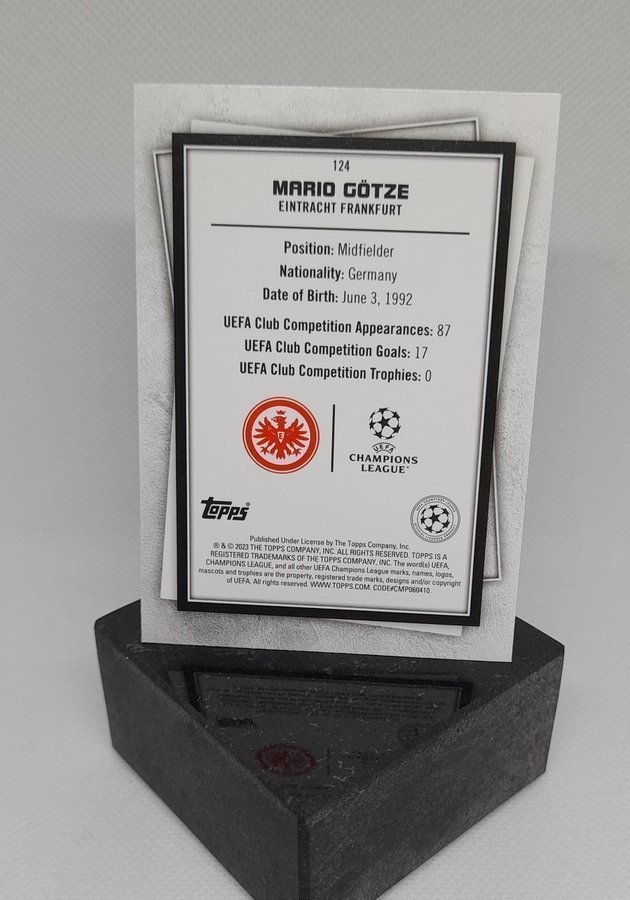 124
MARIO GÖTZE
EINTRACHT FRANKFURT
Position: Midfielder
Nationality: Germany
Date of Birth: June 3, 1992
UEFA Club Competition Appearances: 87
UEFA Club Competition Goals: 17
UEFA Club Competition Trophies: 0
UEFA
CHAMPIONS
LEAGUE
topps
Published Under License by The Topps Company, Inc.
® & © 2023 THE TOPPS COMPANY, INC. ALL RIGHTS RESERVED. TOPPS IS A
REGISTERED TRADEMARKS OF THE TOPPS COMPANY, INC. The word(s) UEFA,
CHAMPIONS LEAGUE, and all other UEFA Champions League marks, names, logos,
mascots and trophies are the property, registered trade marks, designs and/or copyright
of UEFA. All rights reserved. WWW.TOPPS.COM. CODE#CMP060410.